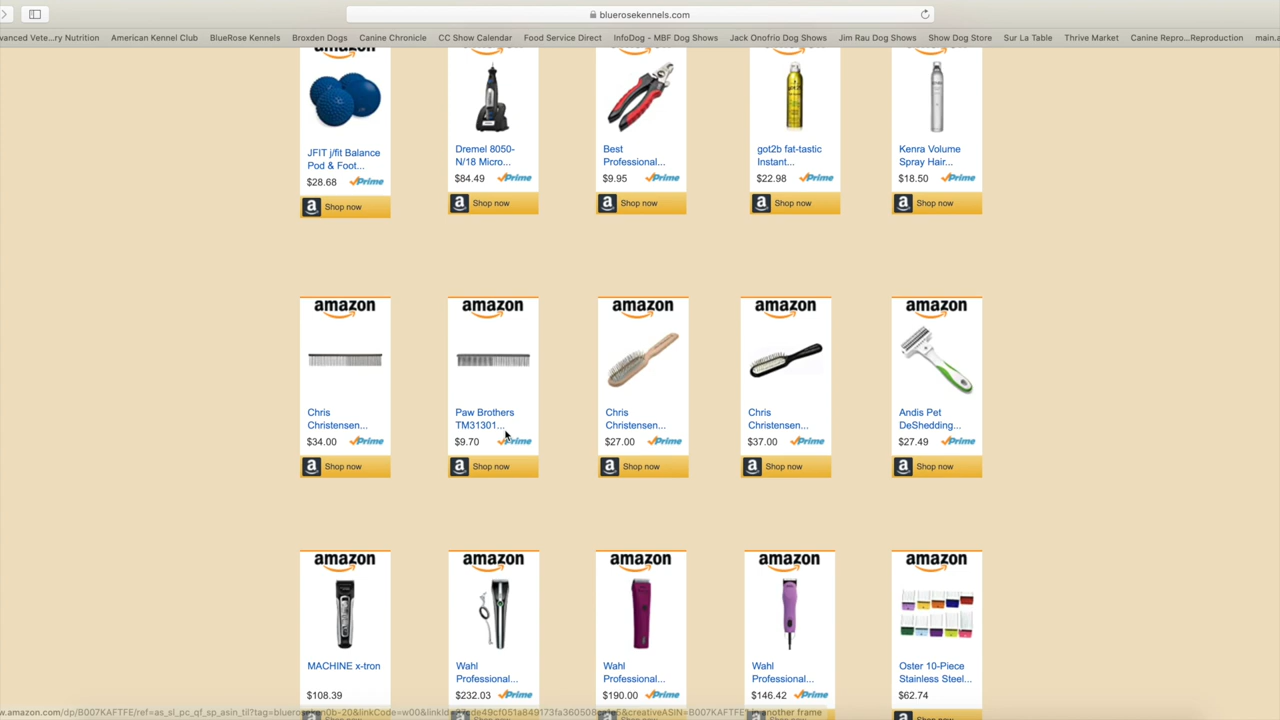 bluerosekennels.com
vanced Vete...ry Nutrition American Kennel Club BlueRose Kennels Broxden Dogs Canine Chronicle CC Show Calendar Food Service Direct InfoDog - MBF Dog Shows Jack Onofrio Dog Shows Jim Rau Dog Shows Show Dog Store Sur La Table Thrive Market Canine Repro...Reproduction main.a
JFIT j/fit Balance
Pod & Foot...
$28.68 Prime
Shop now
Dremel 8050-
N/18 Micro...
$84.49 Prime
Shop now
Best
Professional...
$9.95 Prime
Shop now
got2b fat-tastic
Instant...
$22.98 Prime
Shop now
Kenra Volume
Spray Hair...
$18.50 Prime
Shop now
amazon
Chris
Christensen...
$34.00 Prime
Shop now
amazon
Paw Brothers
TM31301...
$9.70 Prime
Shop now
amazon
Chris
Christensen...
$27.00 Prime
Shop now
amazon
Chris
Christensen...
$37.00 Prime
Shop now
amazon
Andis Pet
DeShedding...
$27.49 Prime
Shop now
amazon
MACHINE x-tron
$108.39
amazon
Wahl
Professional...
$232.03 Prime
amazon
Wahl
Professional...
$190.00 Prime
amazon
Wahl
Professional...
$146.42 Prime
amazon
Oster 10-Piece
Stainless Steel...
$62.74 Prime
another frame